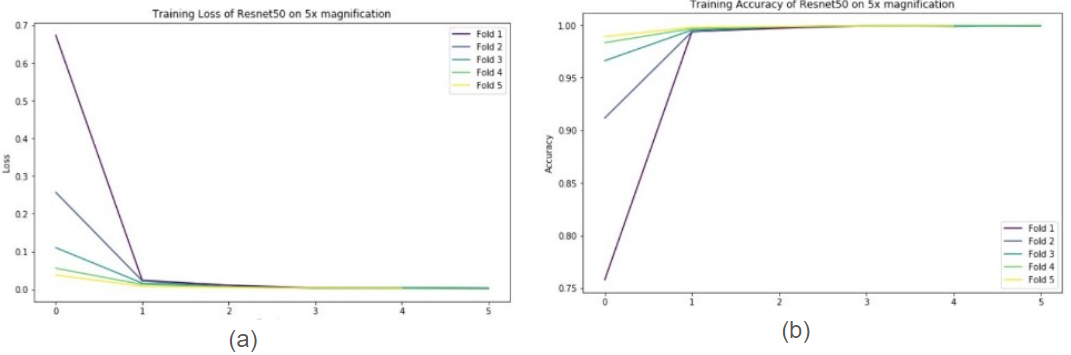 Training Loss of Resnet50 on 5x magnification
0.7
0.6
0.5
0.4
0.3
0.2
0.1
0.0
Loss
0 1 2 3 4 5
Fold 1
Fold 2
Fold 3
Fold 4
Fold 5
(a)
Training Accuracy of Resnet50 on 5x magnification
1.00
0.95
0.90
0.85
0.80
0.75
Accuracy
0 1 2 3 4 5
Fold 1
Fold 2
Fold 3
Fold 4
Fold 5
(b)